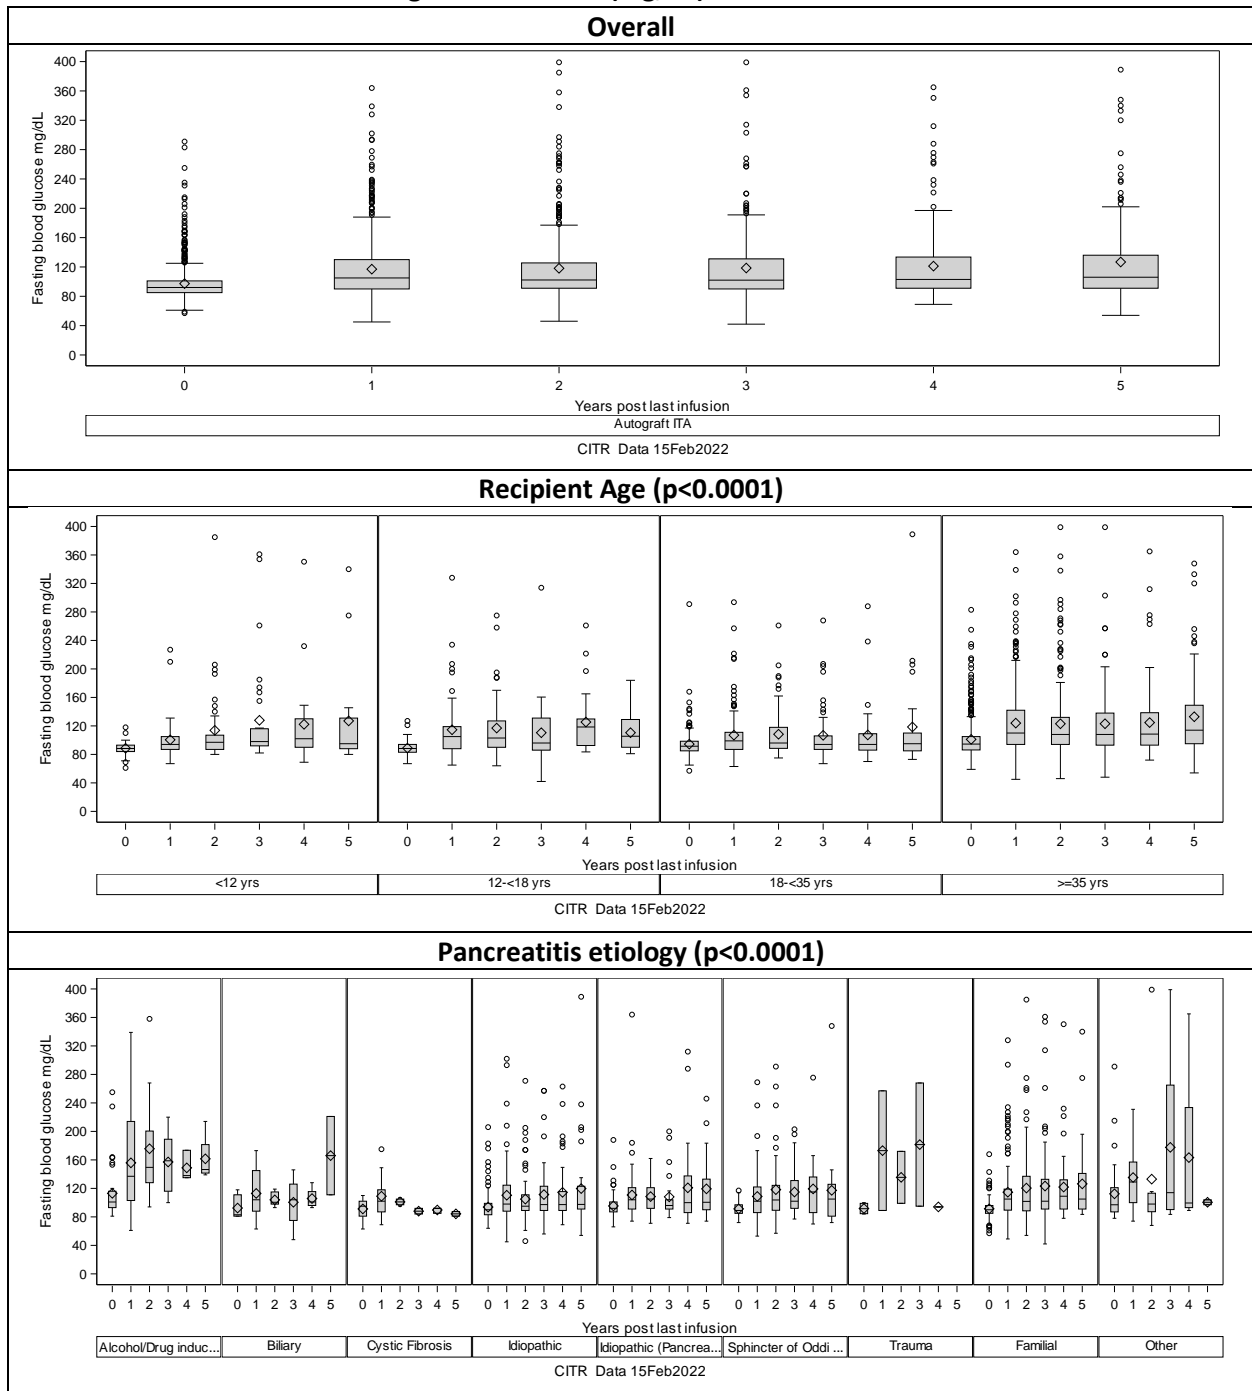 Overall
Fasting blood glucose mg/dL
400
360
320
280
240
200
160
120
80
40
0
0 1 2 3 4 5
Years post last infusion
Autograft ITA
CITR Data 15Feb2022
Recipient Age (p<0.0001)
Fasting blood glucose mg/dL
400
360
320
280
240
200
160
120
80
40
0
0 1 2 3 4 5 0 1 2 3 4 5 0 1 2 3 4 5 0 1 2 3 4 5
Years post last infusion
<12 yrs 12-<18 yrs 18-<35 yrs >=35 yrs
CITR Data 15Feb2022
Pancreatitis etiology (p<0.0001)
Fasting blood glucose mg/dL
400
360
320
280
240
200
160
120
80
40
0
0 1 2 3 4 5 0 1 2 3 4 5 0 1 2 3 4 5 0 1 2 3 4 5 0 1 2 3 4 5 0 1 2 3 4 5 0 1 2 3 4 5 0 1 2 3 4 5 0 1 2 3 4 5
Years post last infusion
Alcohol/Drug induc... Biliary Cystic Fibrosis Idiopathic Idiopathic (Pancrea... Sphincter of Oddi ... Trauma Familial Other
CITR Data 15Feb2022